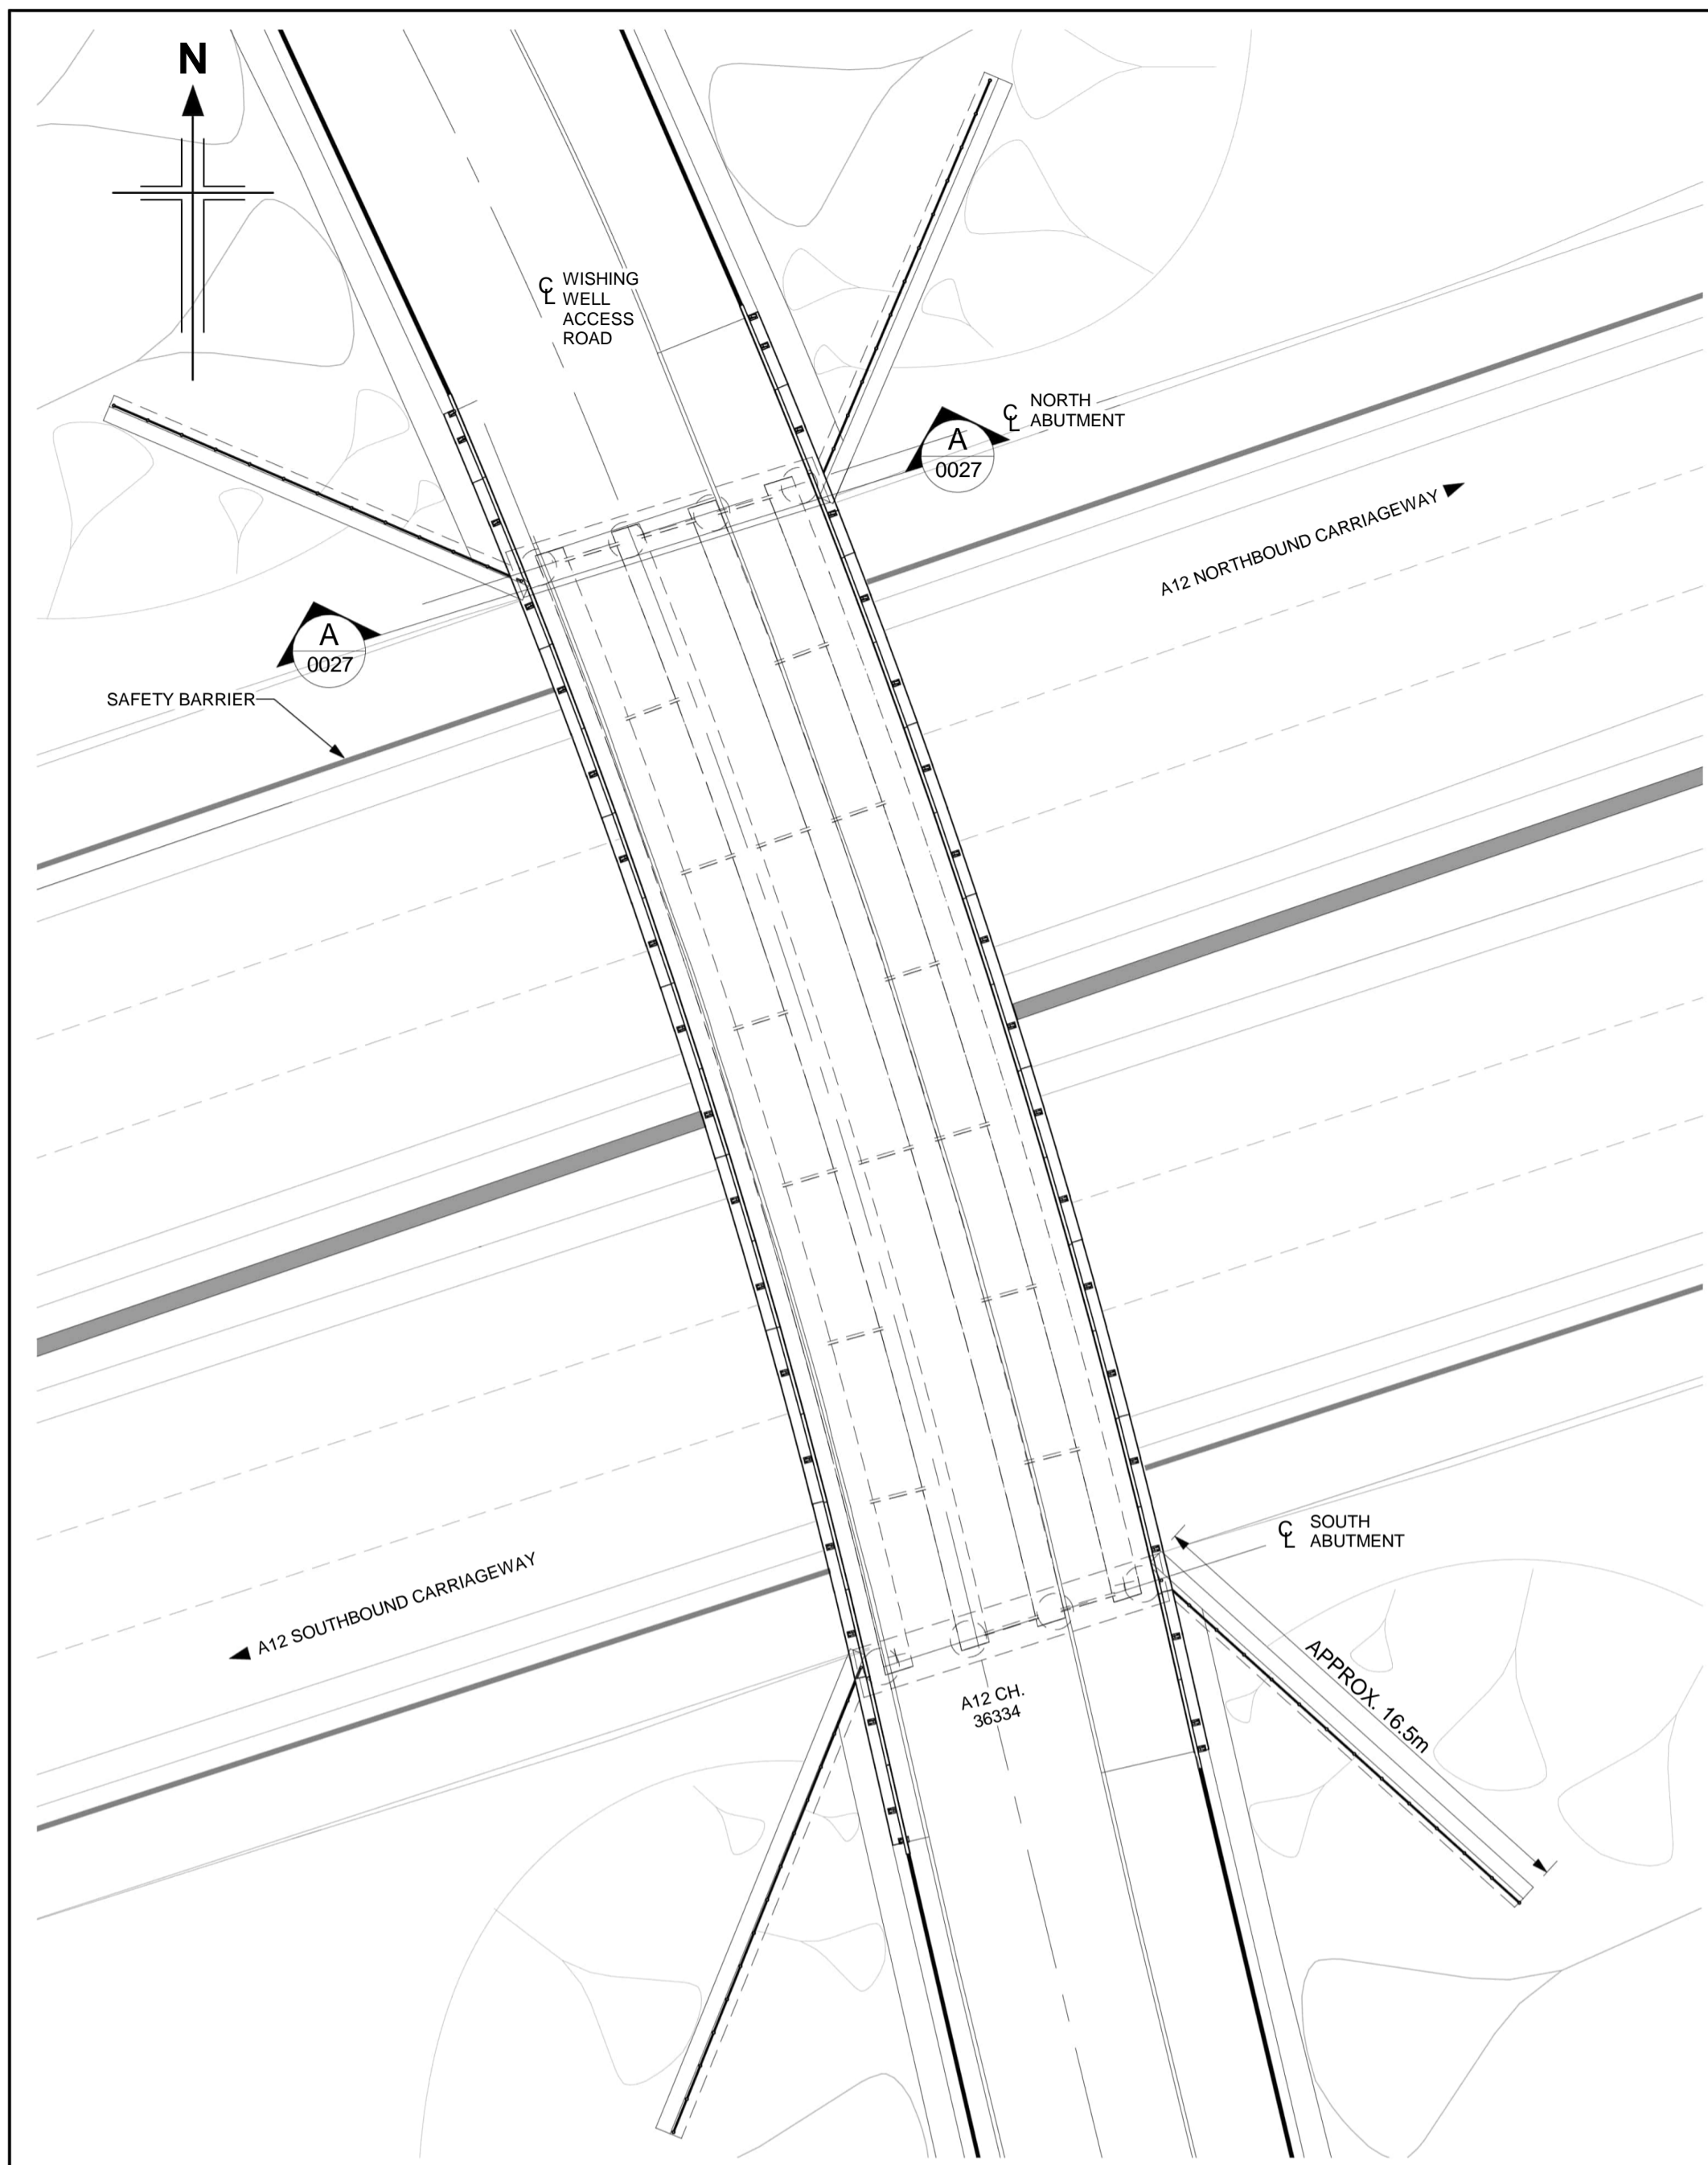 N
℄ WISHING
WELL
ACCESS
ROAD
℄ NORTH
ABUTMENT
A
0027
A12 NORTHBOUND CARRIAGEWAY
A
0027
SAFETY BARRIER
℄ SOUTH
ABUTMENT
A12 SOUTHBOUND CARRIAGEWAY
APPROX. 16.5m
A12 CH.
36334